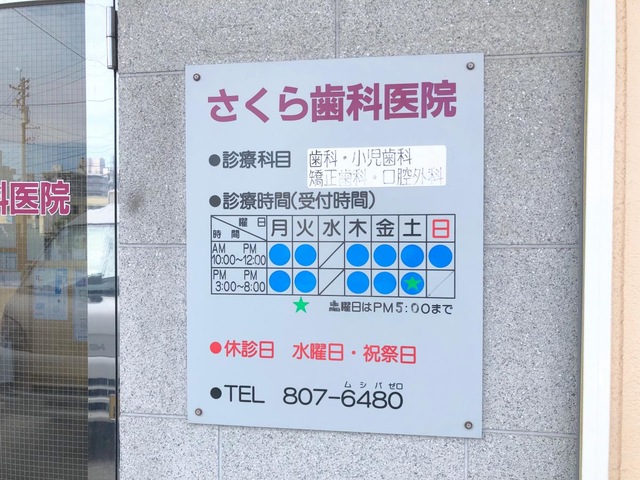 さくら歯科医院
●診療科目 歯科・小児歯科
矯正歯科・口腔外科
●診療時間(受付時間)
曜日 時間 月 火 水 木 金 土 日
AM PM 10:00~12:00 ● ● ／ ● ● ● ●
PM PM 3:00~8:00 ● ● ／ ● ● ★ ／
★ 土曜日はPM5:00まで
●休診日 水曜日・祝祭日
ムシバゼロ
●TEL 807-6480
科医院